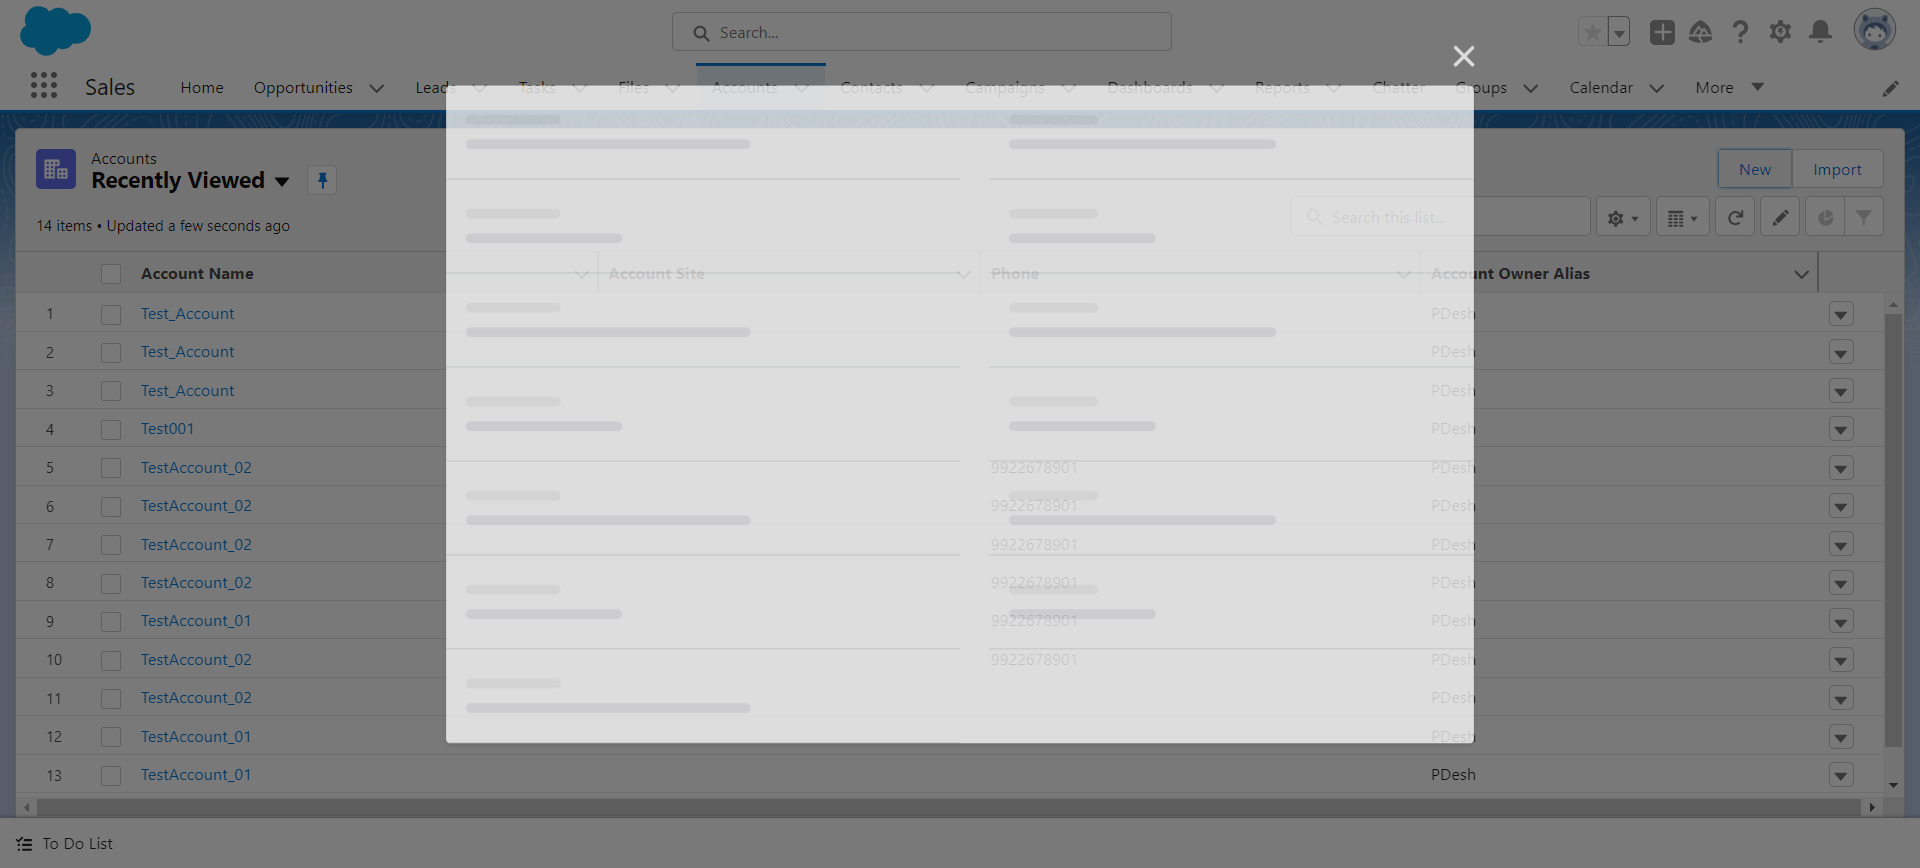 Search...
Sales Home Opportunities Leads Tasks Files Accounts Contacts Campaigns Dashboards Reports Chatter Groups Calendar More
Accounts
Recently Viewed
New Import
14 items • Updated a few seconds ago
Search this list...
Account Name Account Site Phone Account Owner Alias
1 Test_Account PDesh
2 Test_Account PDesh
3 Test_Account PDesh
4 Test001 PDesh
5 TestAccount_02 9922678901 PDesh
6 TestAccount_02 9922678901 PDesh
7 TestAccount_02 9922678901 PDesh
8 TestAccount_02 9922678901 PDesh
9 TestAccount_01 9922678901 PDesh
10 TestAccount_02 9922678901 PDesh
11 TestAccount_02 PDesh
12 TestAccount_01 PDesh
13 TestAccount_01 PDesh
To Do List